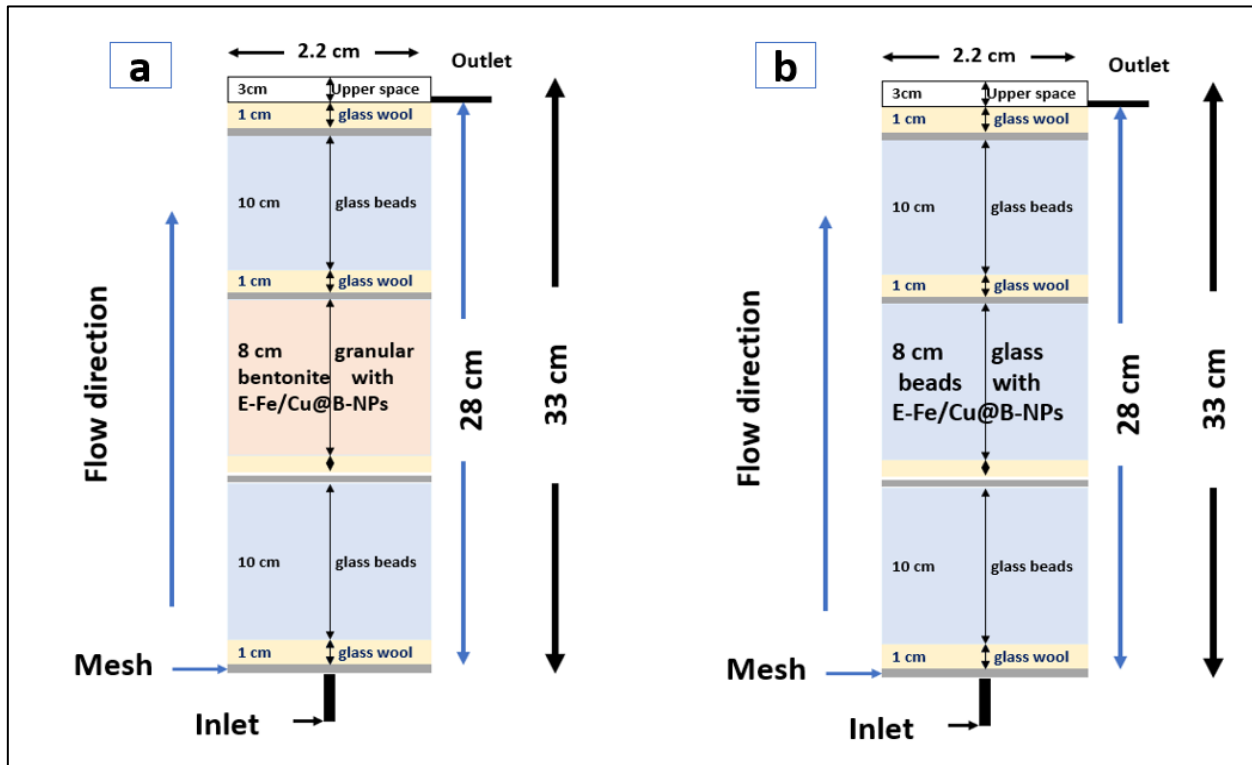 a
2.2 cm
Outlet
3cm Upper space
1 cm glass wool
10 cm glass beads
1 cm glass wool
8 cm granular
bentonite with
E-Fe/Cu@B-NPs
10 cm glass beads
1 cm glass wool
Flow direction
28 cm
33 cm
Mesh
Inlet
b
2.2 cm
Outlet
3cm Upper space
1 cm glass wool
10 cm glass beads
1 cm glass wool
8 cm glass
beads with
E-Fe/Cu@B-NPs
10 cm glass beads
1 cm glass wool
Flow direction
28 cm
33 cm
Mesh
Inlet